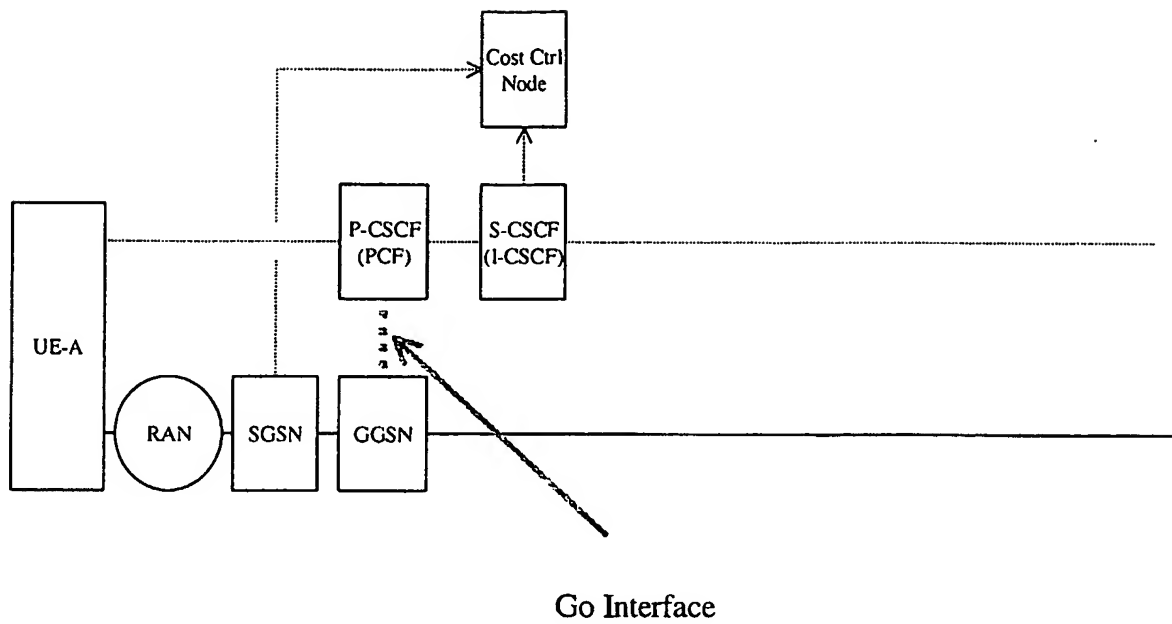 Cost Ctrl
Node
P-CSCF
(PCF)
S-CSCF
(I-CSCF)
UE-A
RAN
SGSN
GGSN
Go Interface